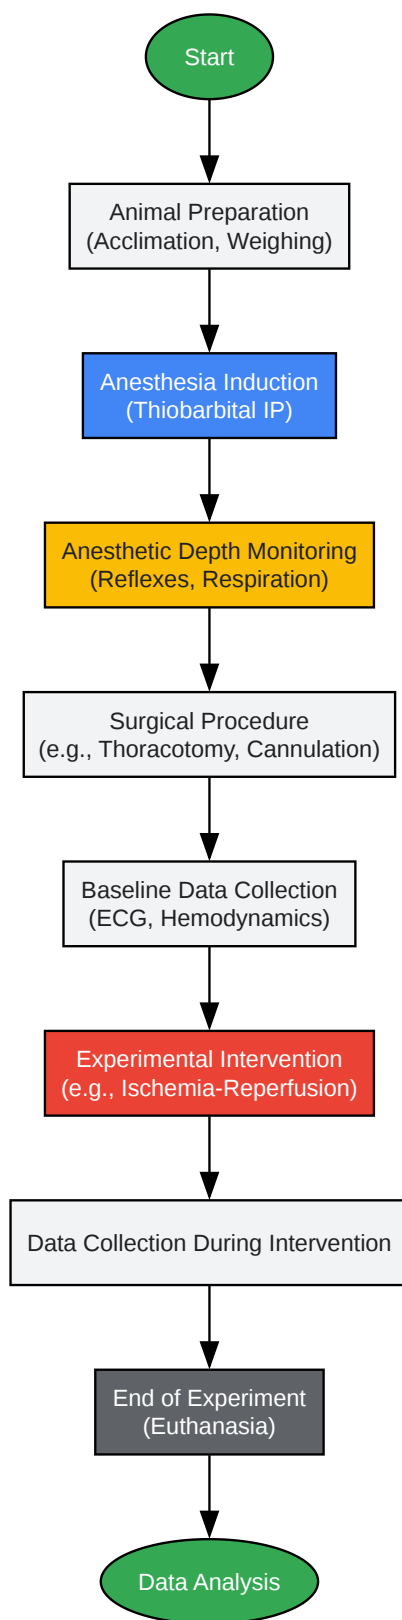 Start
Animal Preparation
(Acclimation, Weighing)
Anesthesia Induction
(Thiobarbital IP)
Anesthetic Depth Monitoring
(Reflexes, Respiration)
Surgical Procedure
(e.g., Thoracotomy, Cannulation)
Baseline Data Collection
(ECG, Hemodynamics)
Experimental Intervention
(e.g., Ischemia-Reperfusion)
Data Collection During Intervention
End of Experiment
(Euthanasia)
Data Analysis